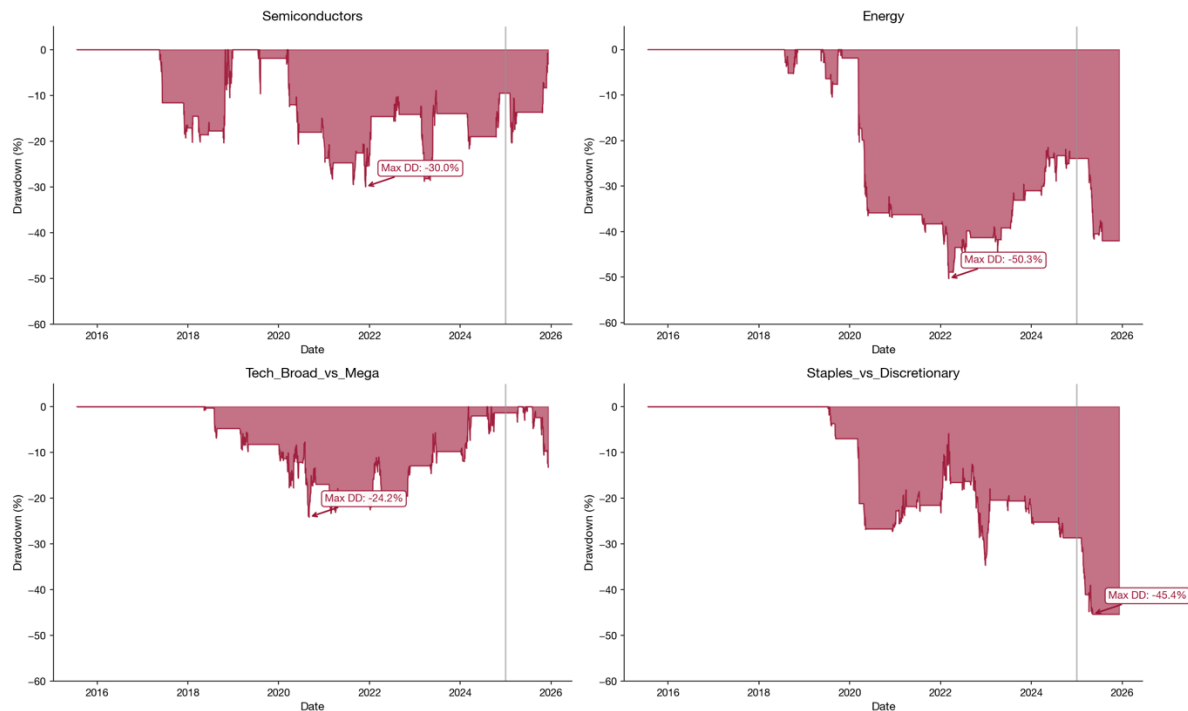 Semiconductors
0
−10
−20
−30
−40
−50
−60
Drawdown (%)
Max DD: -30.0%
2016 2018 2020 2022 2024 2026
Date
Energy
0
−10
−20
−30
−40
−50
−60
Drawdown (%)
Max DD: -50.3%
2016 2018 2020 2022 2024 2026
Date
Tech_Broad_vs_Mega
0
−10
−20
−30
−40
−50
−60
Drawdown (%)
Max DD: -24.2%
2016 2018 2020 2022 2024 2026
Date
Staples_vs_Discretionary
0
−10
−20
−30
−40
−50
−60
Drawdown (%)
Max DD: -45.4%
2016 2018 2020 2022 2024 2026
Date